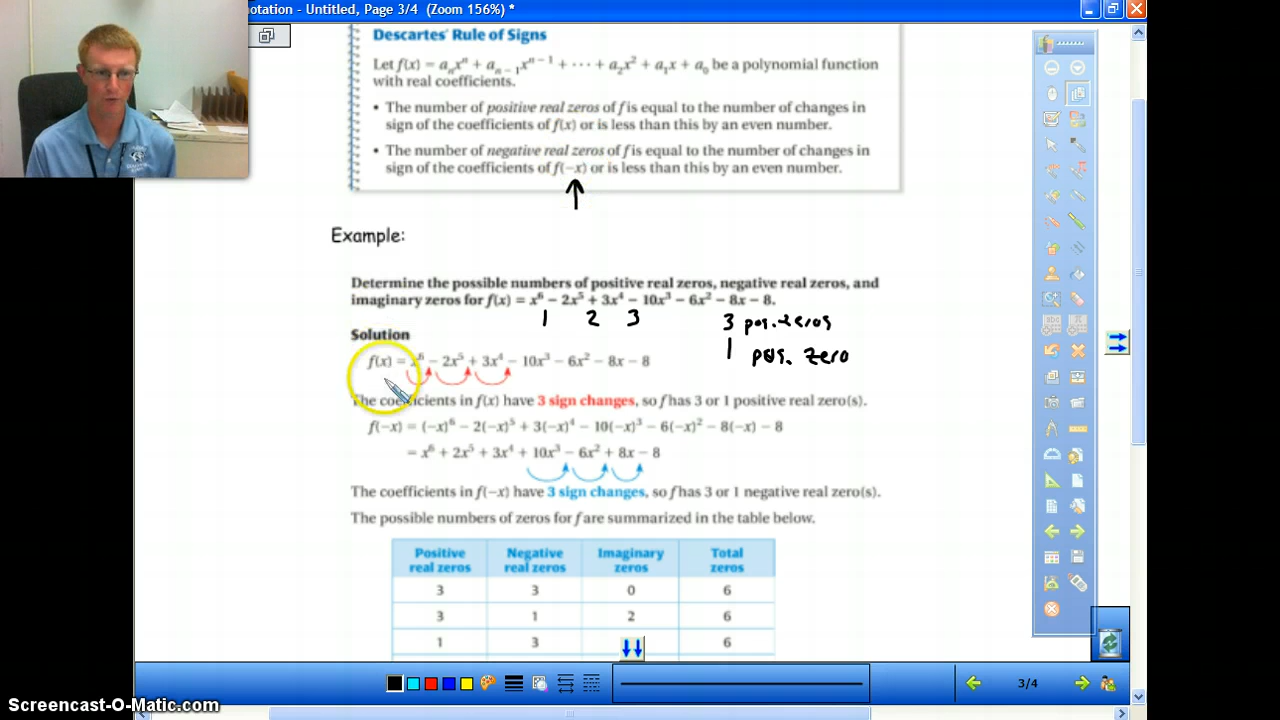 notation - Untitled, Page 3/4 (Zoom 156%) *
Descartes' Rule of Signs
Let f(x) = aₙxⁿ + aₙ₋₁xⁿ⁻¹ + ⋯ + a₂x² + a₁x + a₀ be a polynomial function
with real coefficients.
• The number of positive real zeros of f is equal to the number of changes in
sign of the coefficients of f(x) or is less than this by an even number.
• The number of negative real zeros of f is equal to the number of changes in
sign of the coefficients of f(−x) or is less than this by an even number.
Example:
Determine the possible numbers of positive real zeros, negative real zeros, and
imaginary zeros for f(x) = x⁶ − 2x⁵ + 3x⁴ − 10x³ − 6x² − 8x − 8.
1 2 3 3 pos. zeros
Solution
1 pos. zero
f(x) = x⁶ − 2x⁵ + 3x⁴ − 10x³ − 6x² − 8x − 8
The coefficients in f(x) have 3 sign changes, so f has 3 or 1 positive real zero(s).
f(−x) = (−x)⁶ − 2(−x)⁵ + 3(−x)⁴ − 10(−x)³ − 6(−x)² − 8(−x) − 8
= x⁶ + 2x⁵ + 3x⁴ + 10x³ − 6x² + 8x − 8
The coefficients in f(−x) have 3 sign changes, so f has 3 or 1 negative real zero(s).
The possible numbers of zeros for f are summarized in the table below.
Positive real zeros Negative real zeros Imaginary zeros Total zeros
3 3 0 6
3 1 2 6
1 3 6
3/4
Screencast-O-Matic.com